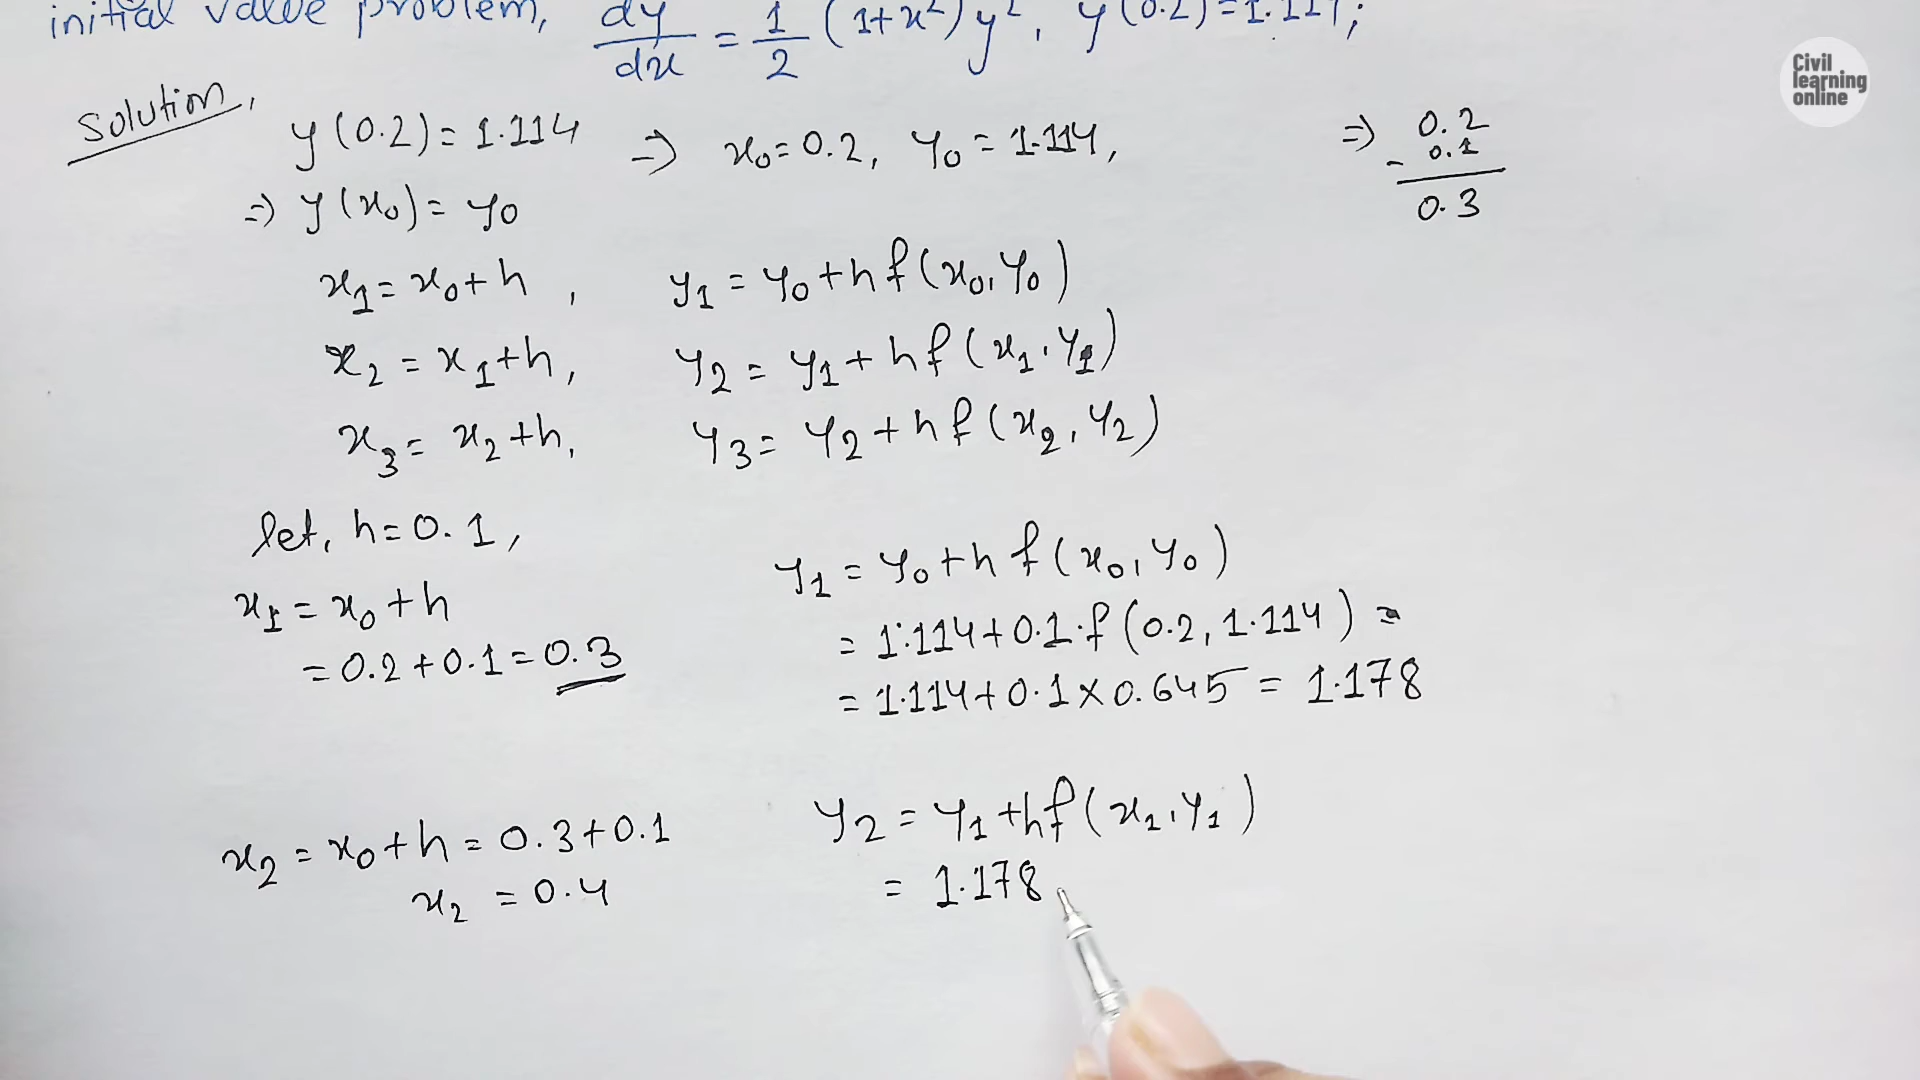 initial value problem, dy/dx = 1/2 (1+x²) y², y(0.2)=1.114;
Civil
learning
online
Solution,
y(0.2)=1.114 => x₀=0.2, y₀=1.114,
=> y(x₀)=y₀
=> 0.2
- 0.1
0.3
x₁=x₀+h, y₁=y₀+hf(x₀,y₀)
x₂=x₁+h, y₂=y₁+hf(x₁,y₁)
x₃=x₂+h, y₃=y₂+hf(x₂,y₂)
let, h=0.1,
x₁=x₀+h
=0.2+0.1=0.3
y₁=y₀+hf(x₀,y₀)
=1.114+0.1·f(0.2,1.114)=
=1.114+0.1×0.645=1.178
x₂=x₀+h=0.3+0.1
x₂=0.4
y₂=y₁+hf(x₁,y₁)
=1.178